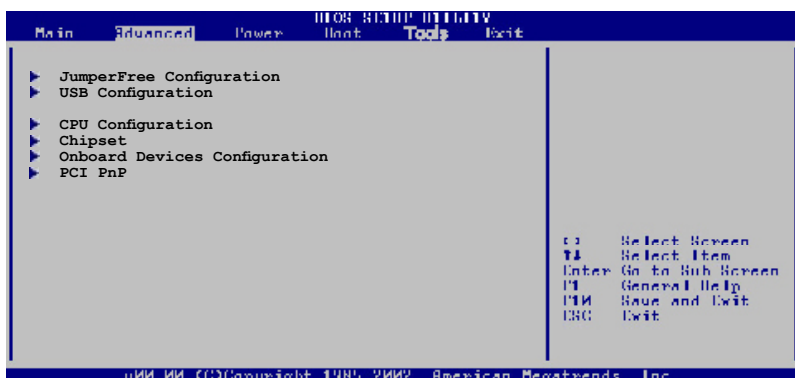 BIOS SETUP UTILITY
Main Advanced Power Boot Tools Exit
JumperFree Configuration
USB Configuration
CPU Configuration
Chipset
Onboard Devices Configuration
PCI PnP
Select Screen
↑↓ Select Item
Enter Go to Sub Screen
F1 General Help
F10 Save and Exit
ESC Exit
(C)Copyright 1985-2002, American Megatrends, Inc.